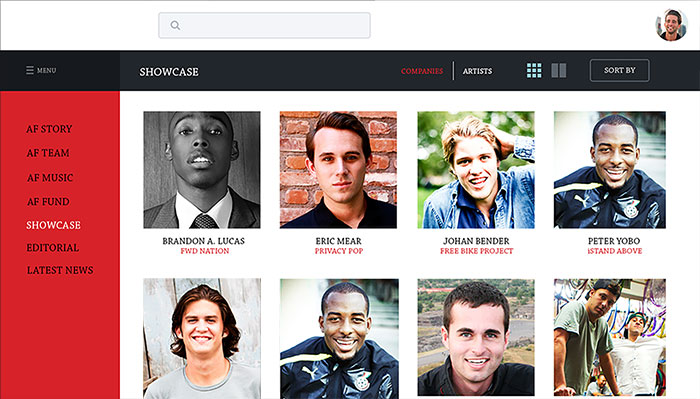 MENU
SHOWCASE
COMPANIES
ARTISTS
SORT BY
AF STORY
AF TEAM
AF MUSIC
AF FUND
SHOWCASE
EDITORIAL
LATEST NEWS
BRANDON A. LUCAS
FWD NATION
ERIC MEAR
PRIVACY POP
JOHAN BENDER
FREE BIKE PROJECT
PETER YOBO
iSTAND ABOVE